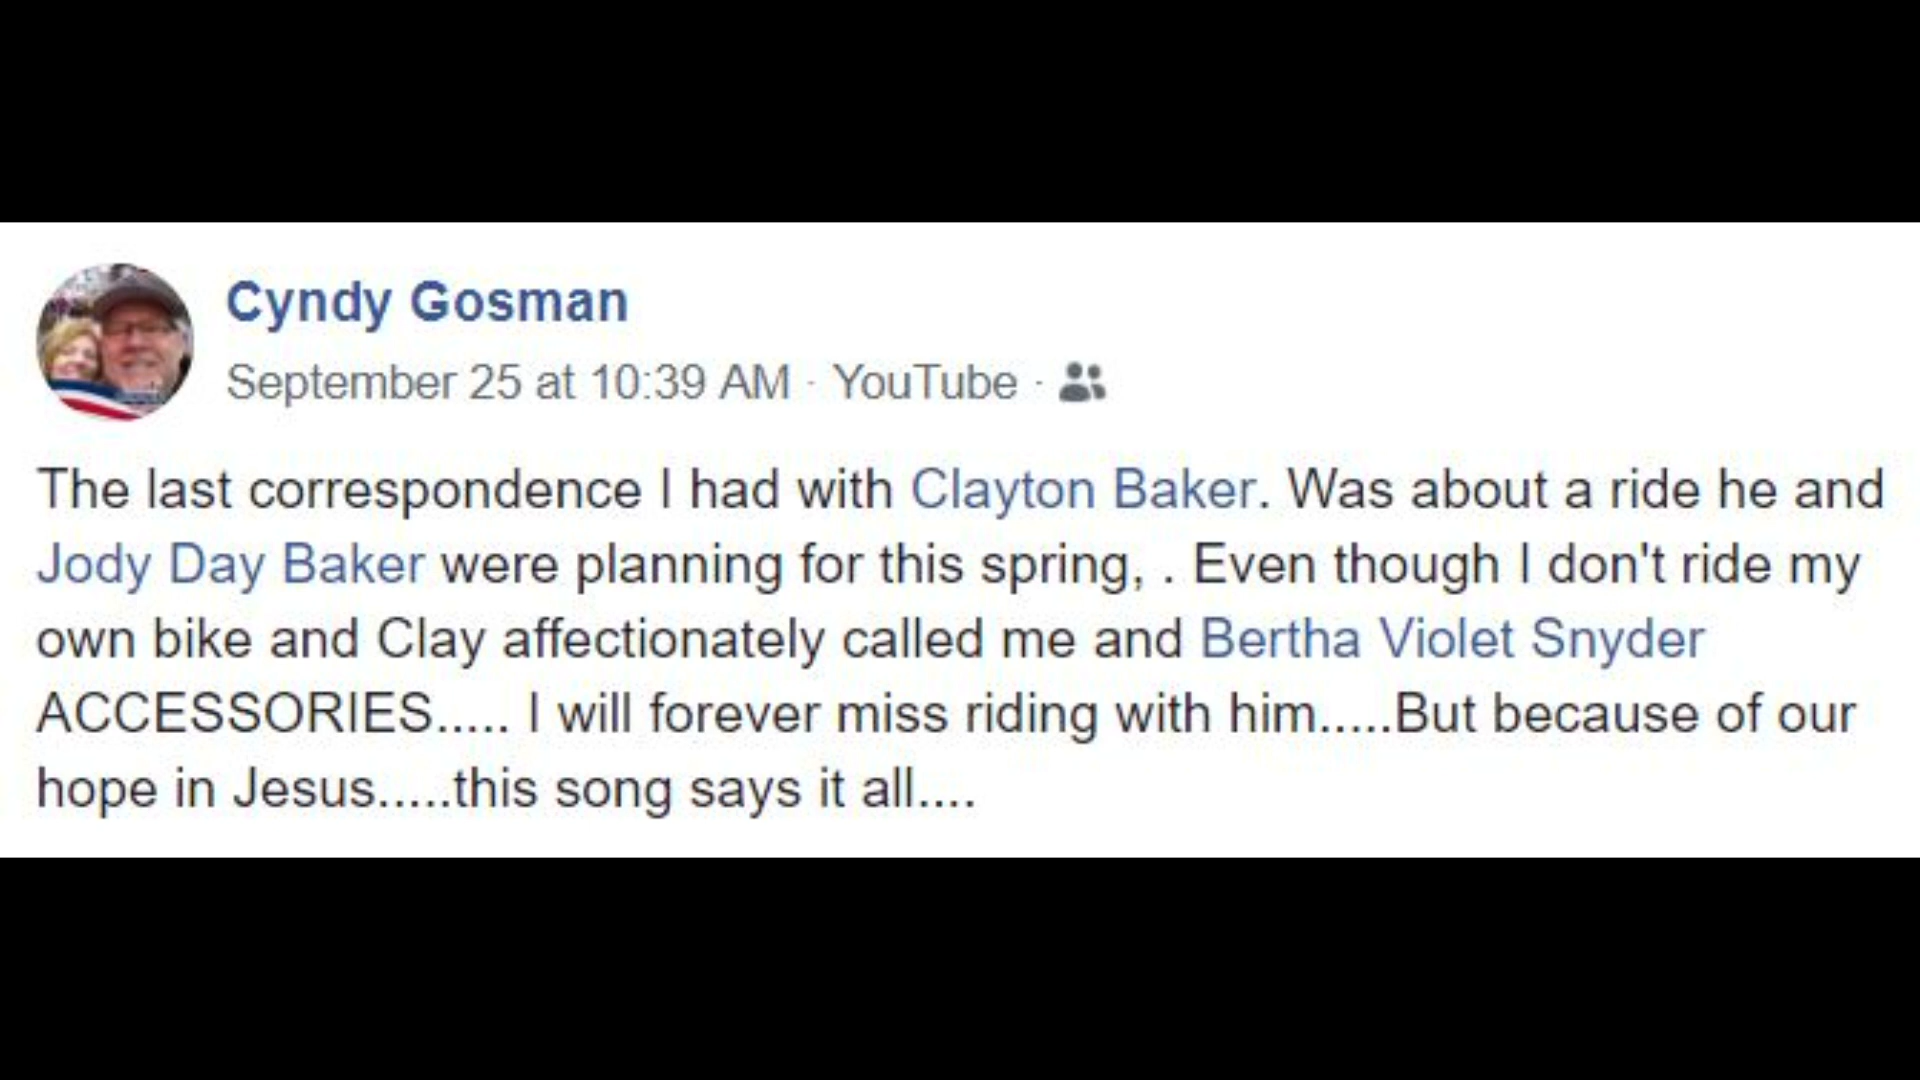 Cyndy Gosman
September 25 at 10:39 AM · YouTube ·
The last correspondence I had with Clayton Baker. Was about a ride he and
Jody Day Baker were planning for this spring, . Even though I don't ride my
own bike and Clay affectionately called me and Bertha Violet Snyder
ACCESSORIES..... I will forever miss riding with him.....But because of our
hope in Jesus.....this song says it all....